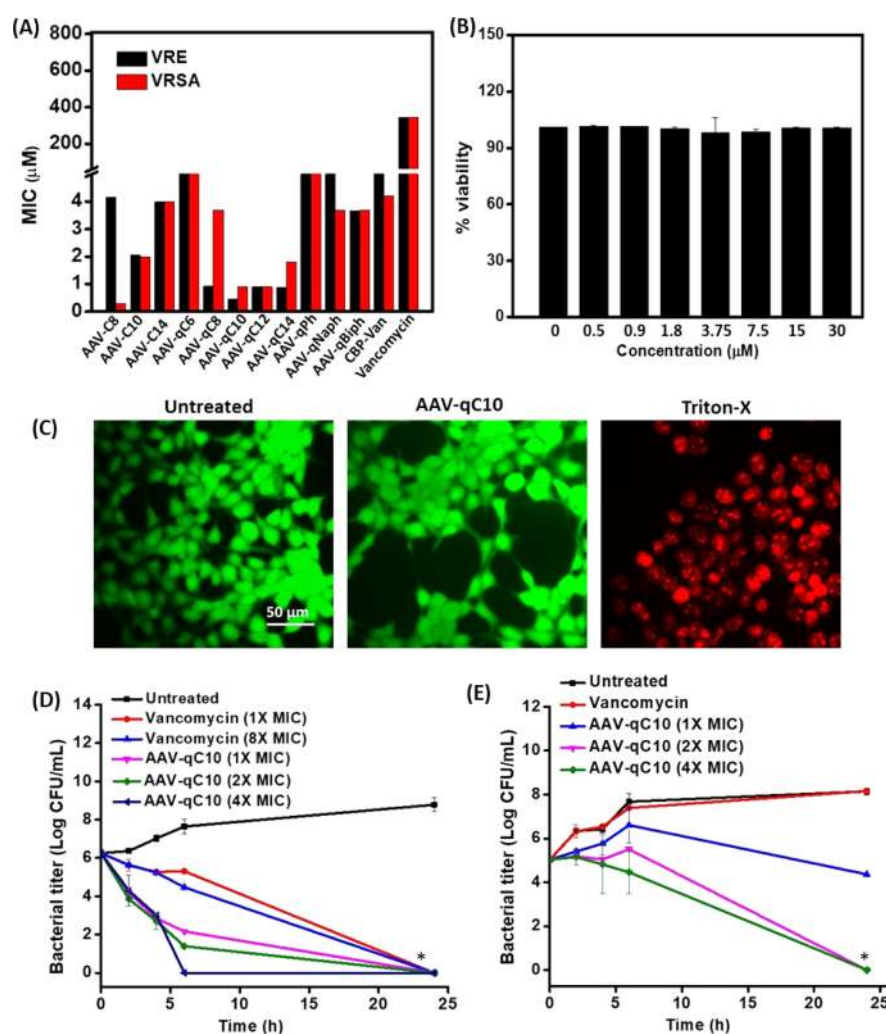 (A)
800
600
400
200
4
3
2
1
0
MIC (μM)
VRE
VRSA
AAV-C8
AAV-C10
AAV-C14
AAV-qC6
AAV-qC8
AAV-qC10
AAV-qC12
AAV-qC14
AAV-qPh
AAV-qNaph
AAV-qBiph
CBP-Van
Vancomycin
(B)
150
100
50
0
% viability
0 0.5 0.9 1.8 3.75 7.5 15 30
Concentration (μM)
(C)
Untreated
AAV-qC10
Triton-X
50 μm
(D)
Untreated
Vancomycin (1X MIC)
Vancomycin (8X MIC)
AAV-qC10 (1X MIC)
AAV-qC10 (2X MIC)
AAV-qC10 (4X MIC)
14
12
10
8
6
4
2
0
Bacterial titer (Log CFU/mL)
*
0 5 10 15 20 25
Time (h)
(E)
Untreated
Vancomycin
AAV-qC10 (1X MIC)
AAV-qC10 (2X MIC)
AAV-qC10 (4X MIC)
12
10
8
6
4
2
0
Bacterial titer (Log CFU/mL)
*
0 5 10 15 20 25
Time (h)